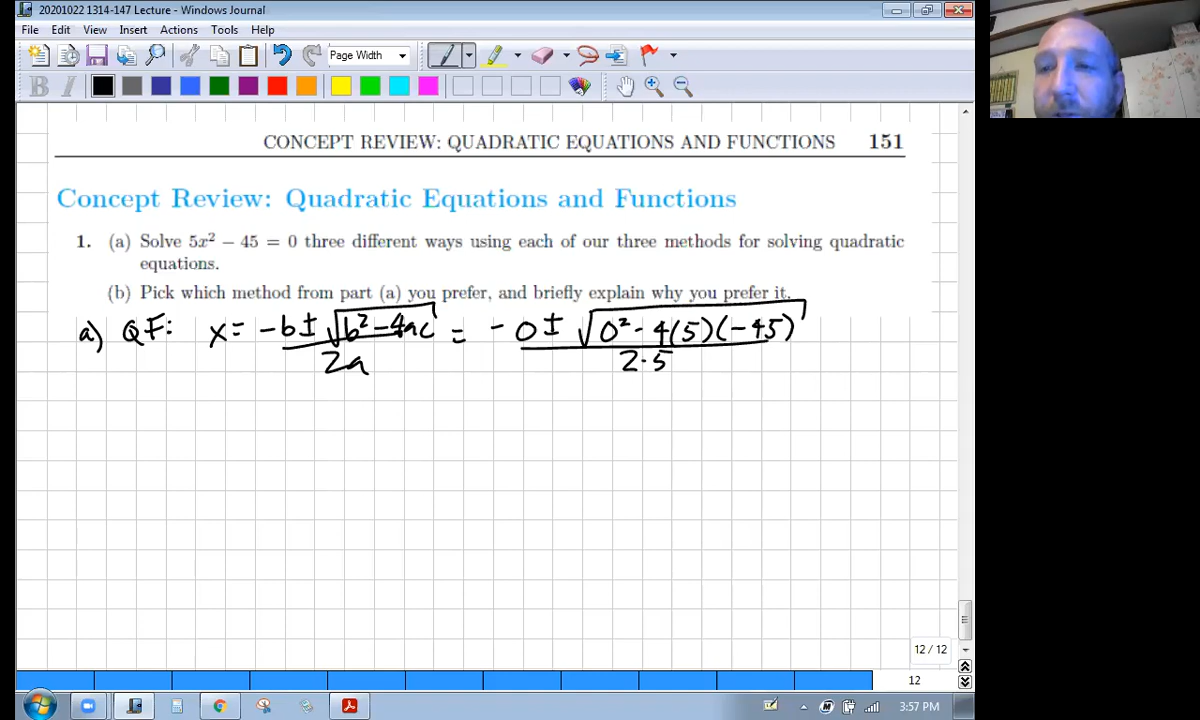 20201022 1314-147 Lecture - Windows Journal
File Edit View Insert Actions Tools Help
Page Width
B I
CONCEPT REVIEW: QUADRATIC EQUATIONS AND FUNCTIONS 151
Concept Review: Quadratic Equations and Functions
1. (a) Solve 5x² − 45 = 0 three different ways using each of our three methods for solving quadratic
equations.
(b) Pick which method from part (a) you prefer, and briefly explain why you prefer it.
a) QF: x = -b ± √(b² - 4ac) / 2a = -0 ± √(0² - 4(5)(-45)) / 2·5
12 / 12
12
3:57 PM